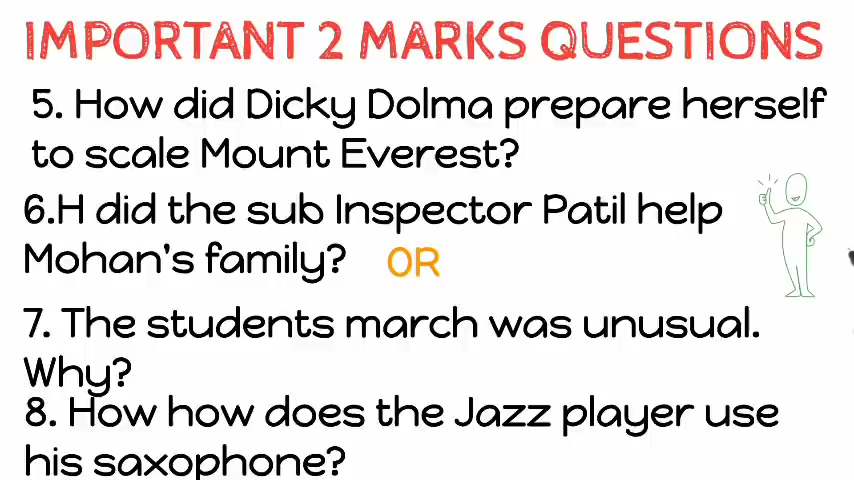 IMPORTANT 2 MARKS QUESTIONS
5. How did Dicky Dolma prepare herself
to scale Mount Everest?
6.H did the sub Inspector Patil help
Mohan's family? OR
7. The students march was unusual.
Why?
8. How how does the Jazz player use
his saxophone?